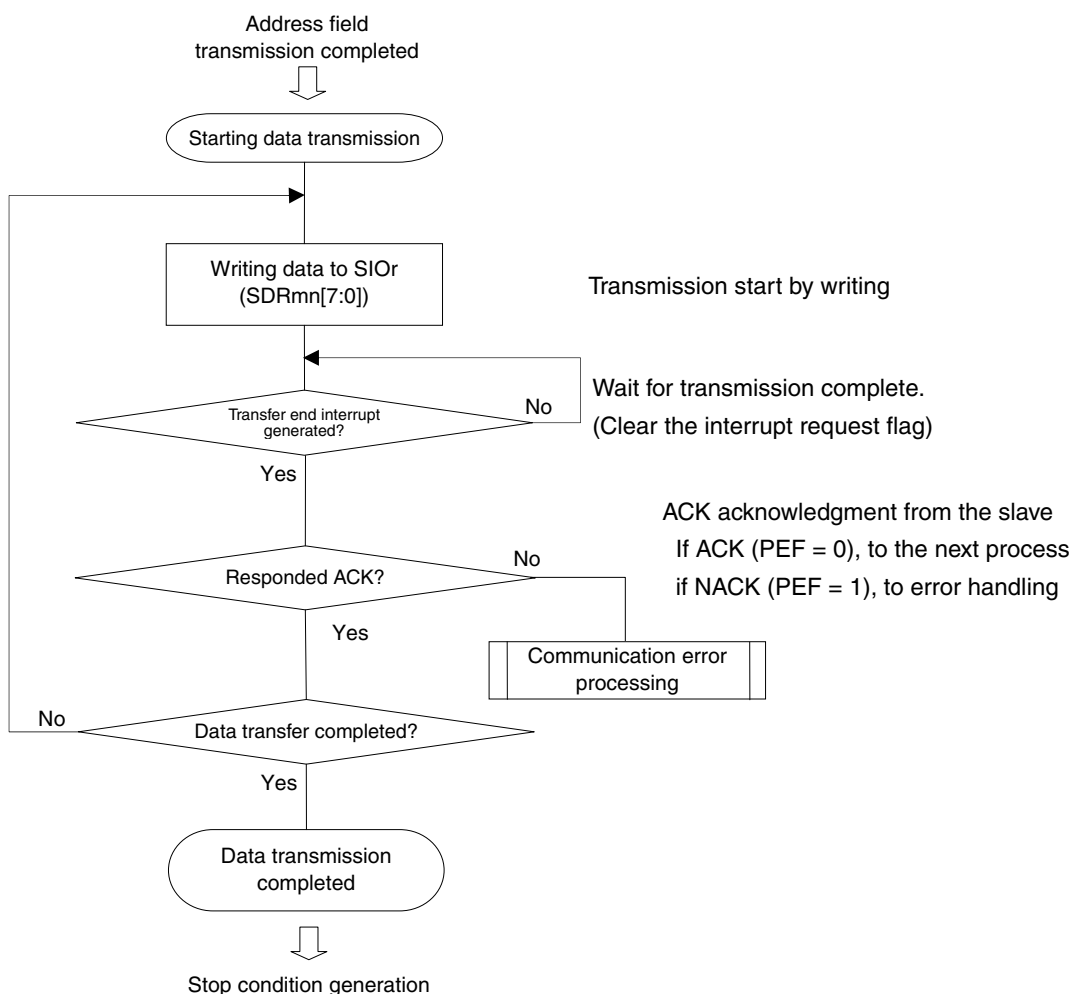 Address field
transmission completed
Starting data transmission
Writing data to SIOr
(SDRmn[7:0])
Transmission start by writing
Transfer end interrupt
generated?
No
Wait for transmission complete.
(Clear the interrupt request flag)
Yes
Responded ACK?
No
ACK acknowledgment from the slave
If ACK (PEF = 0), to the next process
if NACK (PEF = 1), to error handling
Yes
Communication error
processing
No
Data transfer completed?
Yes
Data transmission
completed
Stop condition generation